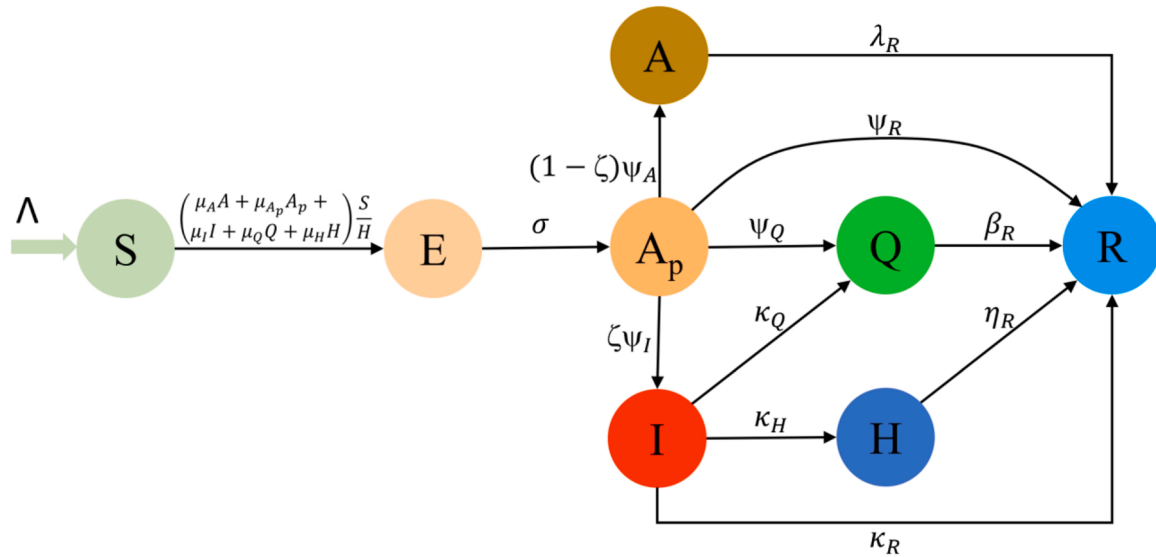 A
λ_R
ψ_R
(1 − ζ)ψ_A
Λ
S
(μ_A A + μ_{A_p} A_p +
μ_I I + μ_Q Q + μ_H H) S/H
E
σ
A_p
ψ_Q
Q
β_R
R
ζψ_I
κ_Q
η_R
I
κ_H
H
κ_R